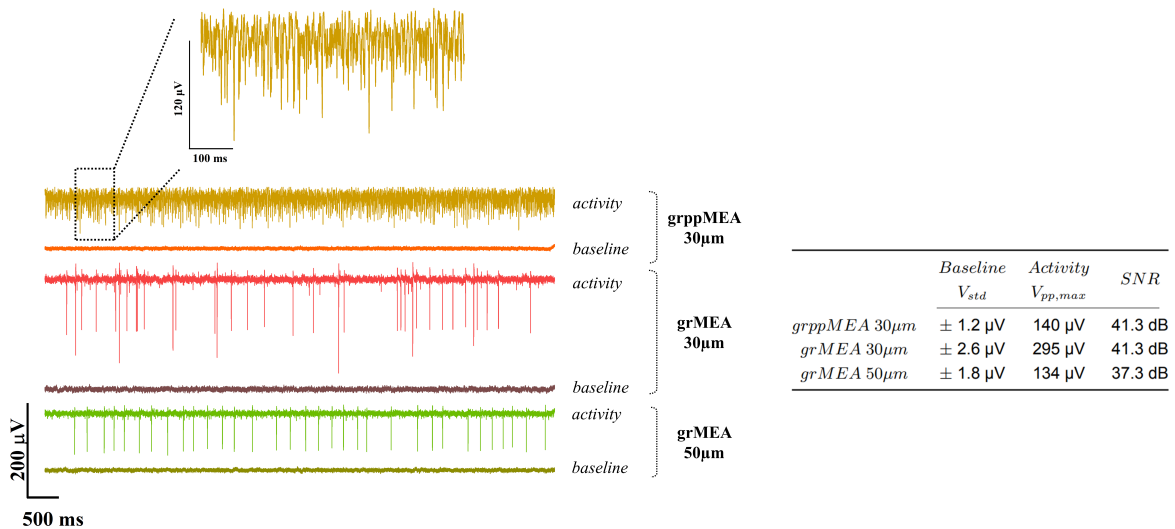 120 µV
100 ms
activity
baseline
grppMEA
30µm
activity
baseline
grMEA
30µm
activity
baseline
grMEA
50µm
200 µV
500 ms
Baseline Activity SNR
V_std V_pp,max
grppMEA 30µm ± 1.2 µV 140 µV 41.3 dB
grMEA 30µm ± 2.6 µV 295 µV 41.3 dB
grMEA 50µm ± 1.8 µV 134 µV 37.3 dB